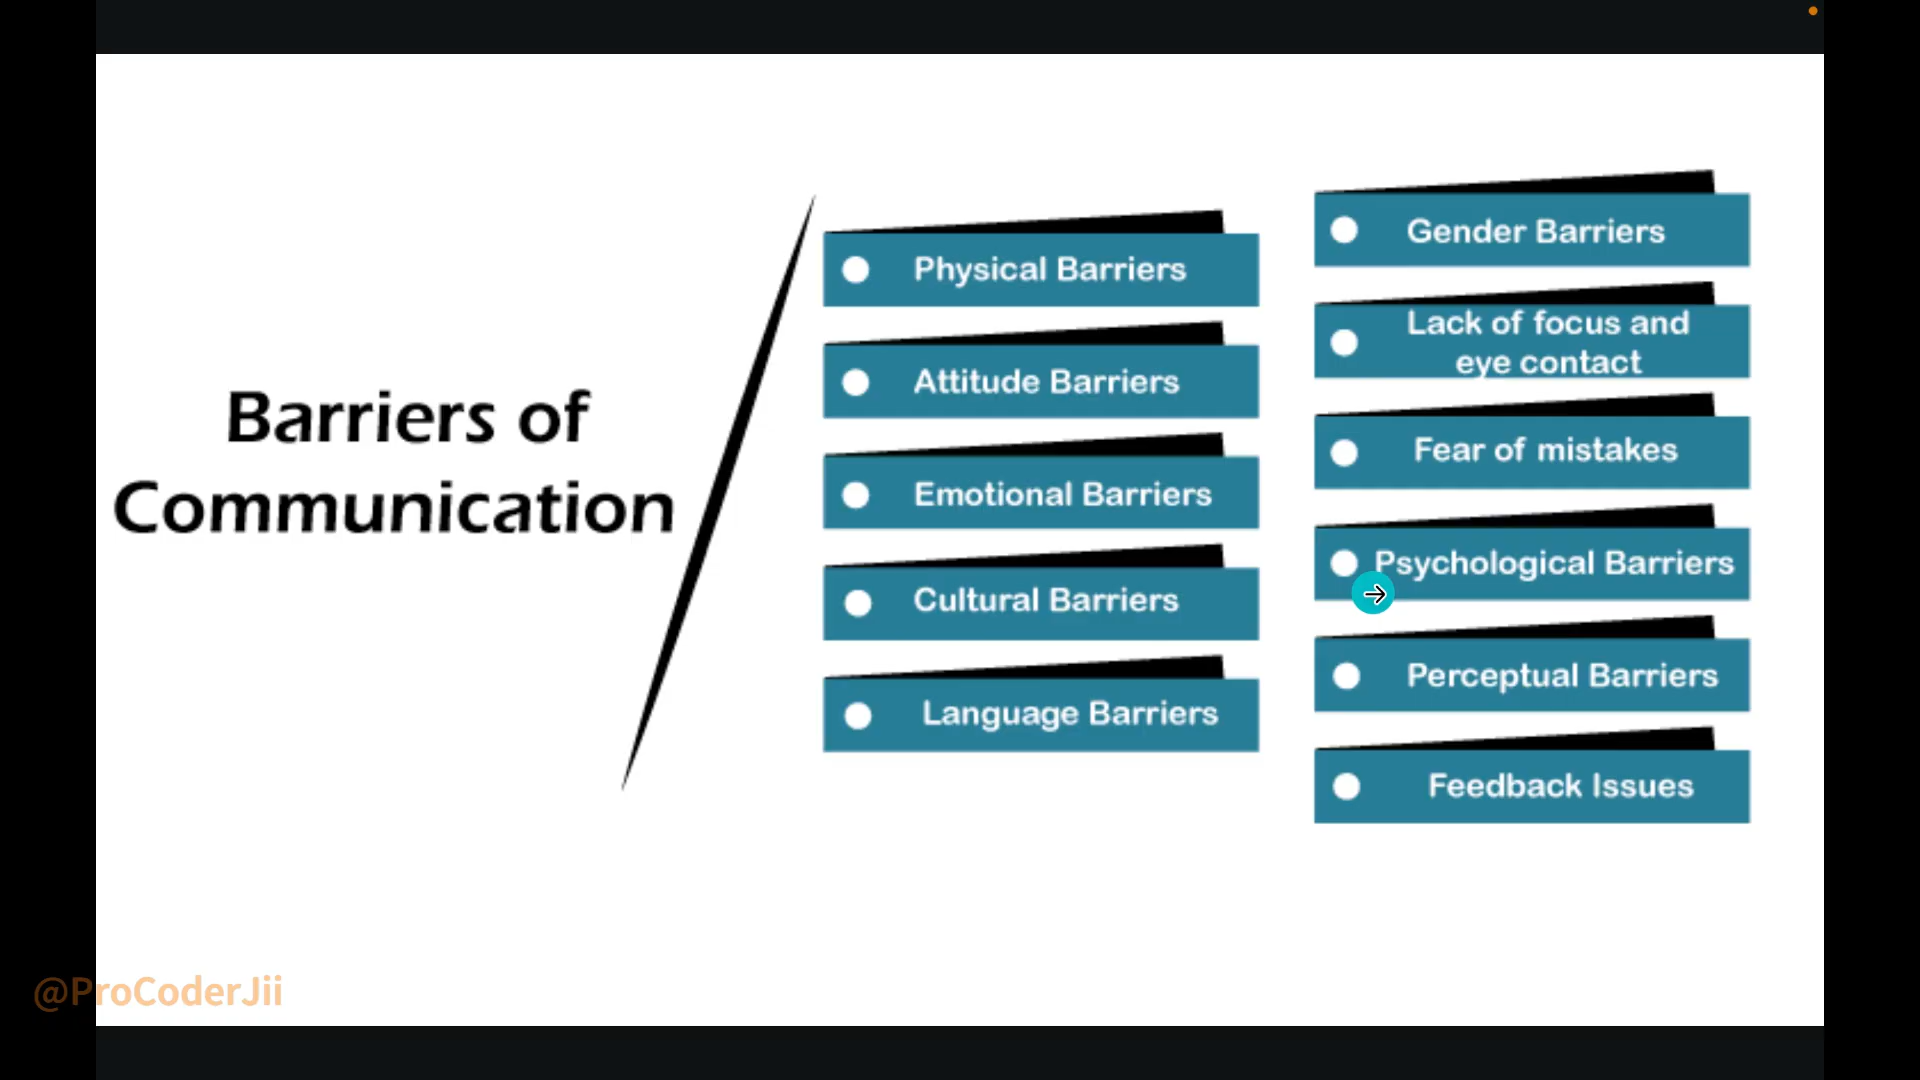 Barriers of
Communication
Physical Barriers
Attitude Barriers
Emotional Barriers
Cultural Barriers
Language Barriers
Gender Barriers
Lack of focus and
eye contact
Fear of mistakes
Psychological Barriers
Perceptual Barriers
Feedback Issues
@ProCoderJii